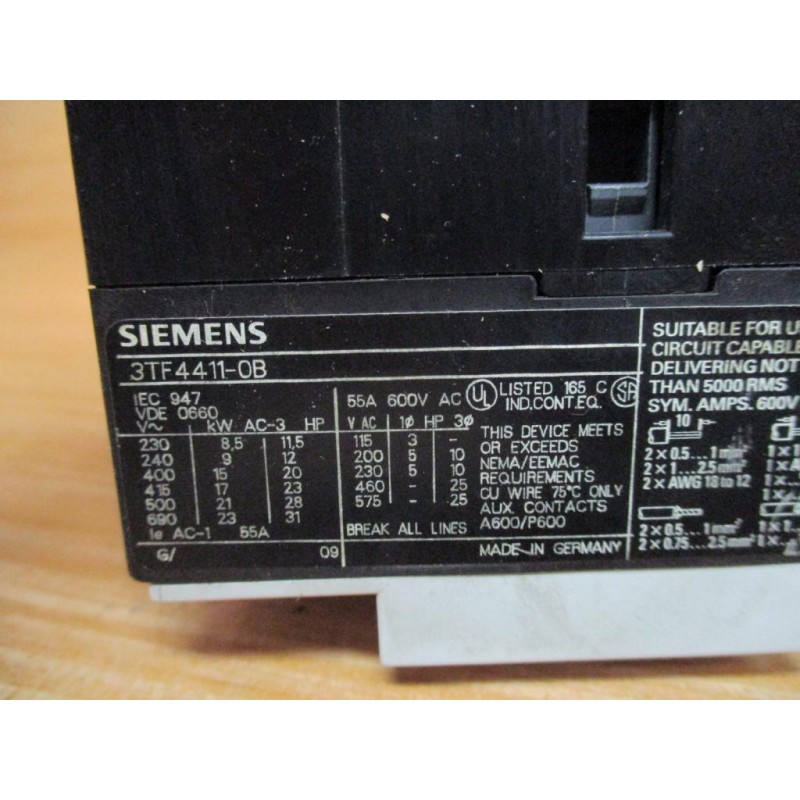 SIEMENS
3TF4411-0B
IEC 947
VDE 0660
V~ kW AC-3 HP
230 8,5 11,5
240 9 12
400 15 20
415 17 23
500 21 28
690 23 31
Ie AC-1 55A
G/ 09
55A 600V AC UL LISTED 165 C SA
IND.CONT.EQ.
V AC 1Ø HP 3Ø
115 3 -
200 5 10
230 5 10
460 - 25
575 - 25
BREAK ALL LINES
THIS DEVICE MEETS
OR EXCEEDS
NEMA/EEMAC
REQUIREMENTS
CU WIRE 75°C ONLY
AUX. CONTACTS
A600/P600
MADE-IN GERMANY
SUITABLE FOR U
CIRCUIT CAPABL
DELIVERING NOT
THAN 5000 RMS
SYM. AMPS. 600V
10
2 × 0.5...1 mm²
2 × 1 ... 2.5 mm²
2 × AWG 18 to 12
2 × 0.5...1 mm²
2 × 0.75...2.5 mm²